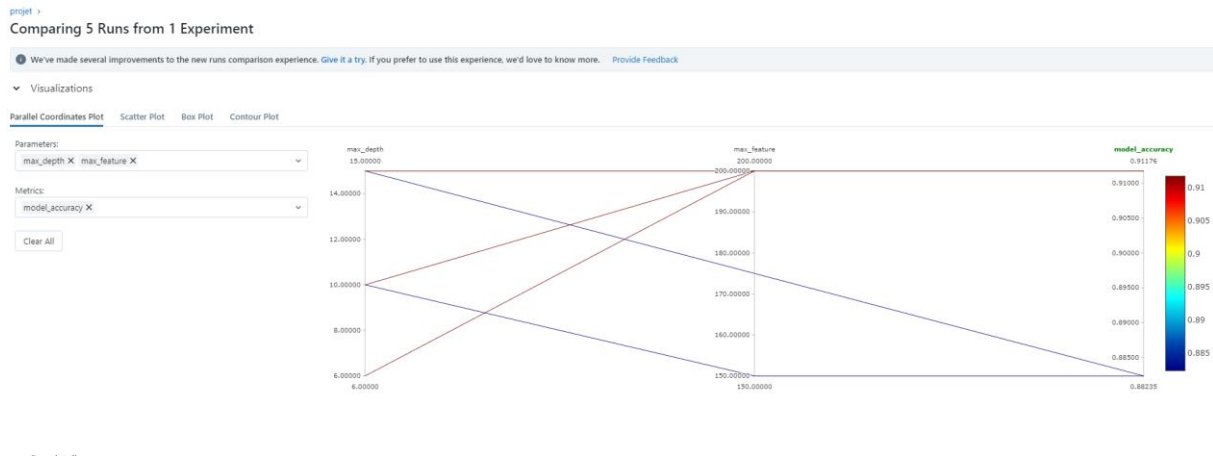 projet >
Comparing 5 Runs from 1 Experiment
We've made several improvements to the new runs comparison experience. Give it a try. If you prefer to use this experience, we'd love to know more. Provide Feedback
Visualizations
Parallel Coordinates Plot Scatter Plot Box Plot Contour Plot
Parameters:
max_depth X max_feature X
Metrics:
model_accuracy X
Clear All
max_depth
15.00000
14.00000
12.00000
10.00000
8.00000
6.00000
6.00000
max_feature
200.00000
200.00000
190.00000
180.00000
170.00000
160.00000
150.00000
150.00000
model_accuracy
0.91176
0.91000
0.90500
0.90000
0.89500
0.89000
0.88500
0.88235
0.91
0.905
0.9
0.895
0.89
0.885